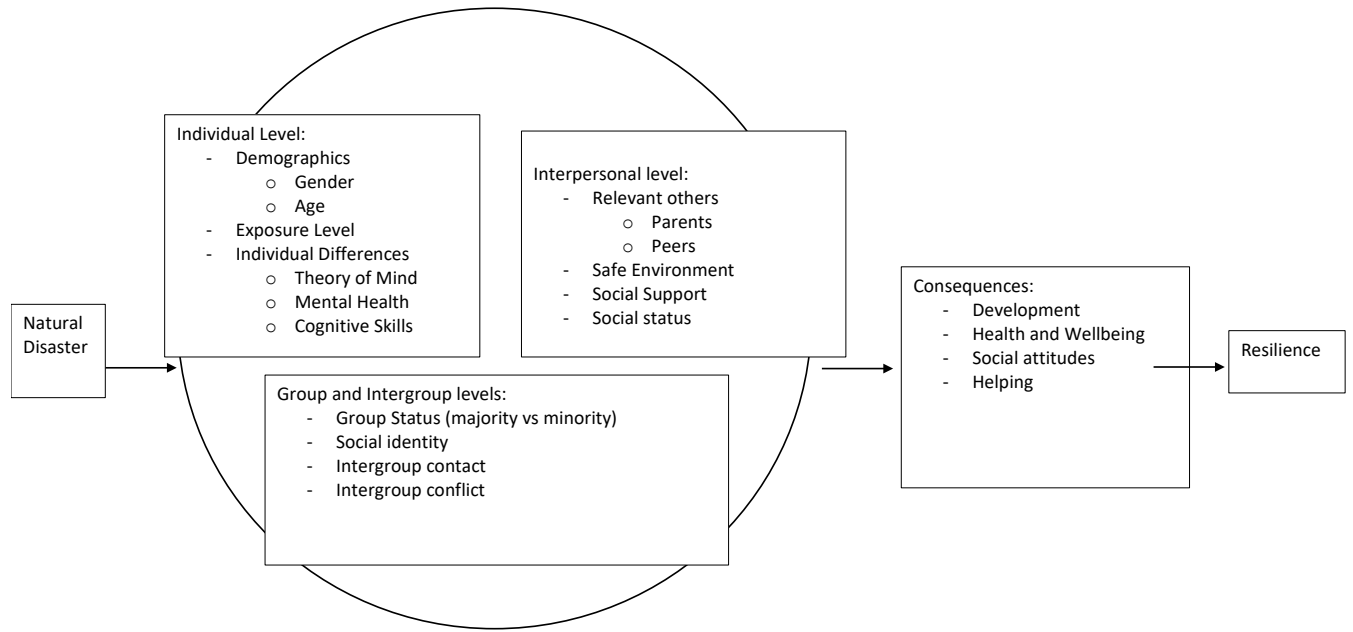 Natural
Disaster
Individual Level:
- Demographics
o Gender
o Age
- Exposure Level
- Individual Differences
o Theory of Mind
o Mental Health
o Cognitive Skills
Interpersonal level:
- Relevant others
o Parents
o Peers
- Safe Environment
- Social Support
- Social status
Group and Intergroup levels:
- Group Status (majority vs minority)
- Social identity
- Intergroup contact
- Intergroup conflict
Consequences:
- Development
- Health and Wellbeing
- Social attitudes
- Helping
Resilience